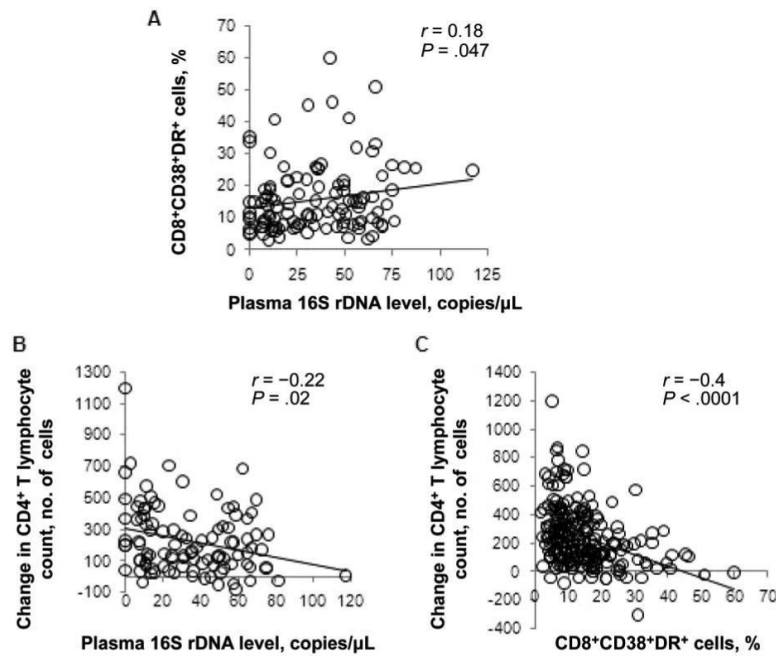 A
r = 0.18
P = .047
70
60
50
40
30
20
10
0
CD8⁺CD38⁺DR⁺ cells, %
0 25 50 75 100 125
Plasma 16S rDNA level, copies/µL
B
r = −0.22
P = .02
1300
1100
900
700
500
300
100
-100
Change in CD4⁺ T lymphocyte
count, no. of cells
0 20 40 60 80 100 120
Plasma 16S rDNA level, copies/µL
C
r = −0.4
P < .0001
1400
1200
1000
800
600
400
200
0
-200
-400
Change in CD4⁺ T lymphocyte
count, no. of cells
0 10 20 30 40 50 60 70
CD8⁺CD38⁺DR⁺ cells, %